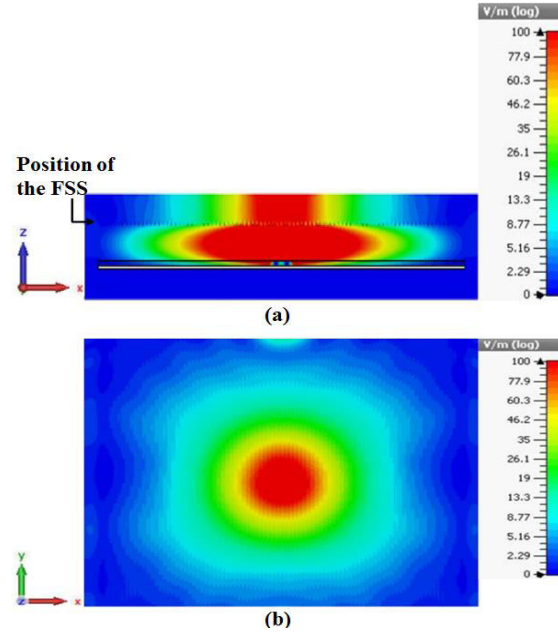 V/m (log)
100
77.9
60.3
46.2
35
26.1
19
13.3
8.77
5.16
2.29
0
Position of
the FSS
z
x
(a)
V/m (log)
100
77.9
60.3
46.2
35
26.1
19
13.3
8.77
5.16
2.29
0
y
z
x
(b)